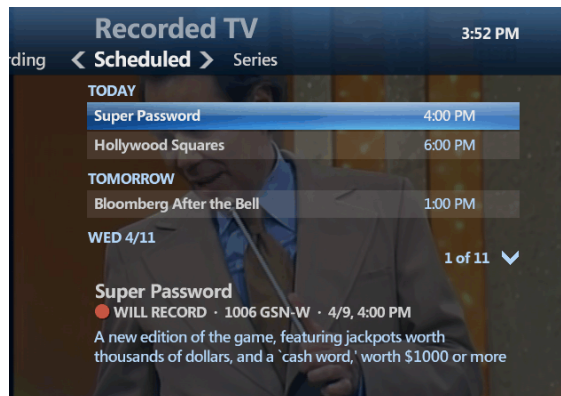 Recorded TV
3:52 PM
rding < Scheduled > Series
TODAY
Super Password 4:00 PM
Hollywood Squares 6:00 PM
TOMORROW
Bloomberg After the Bell 1:00 PM
WED 4/11
1 of 11
Super Password
WILL RECORD · 1006 GSN-W · 4/9, 4:00 PM
A new edition of the game, featuring jackpots worth
thousands of dollars, and a `cash word,' worth $1000 or more